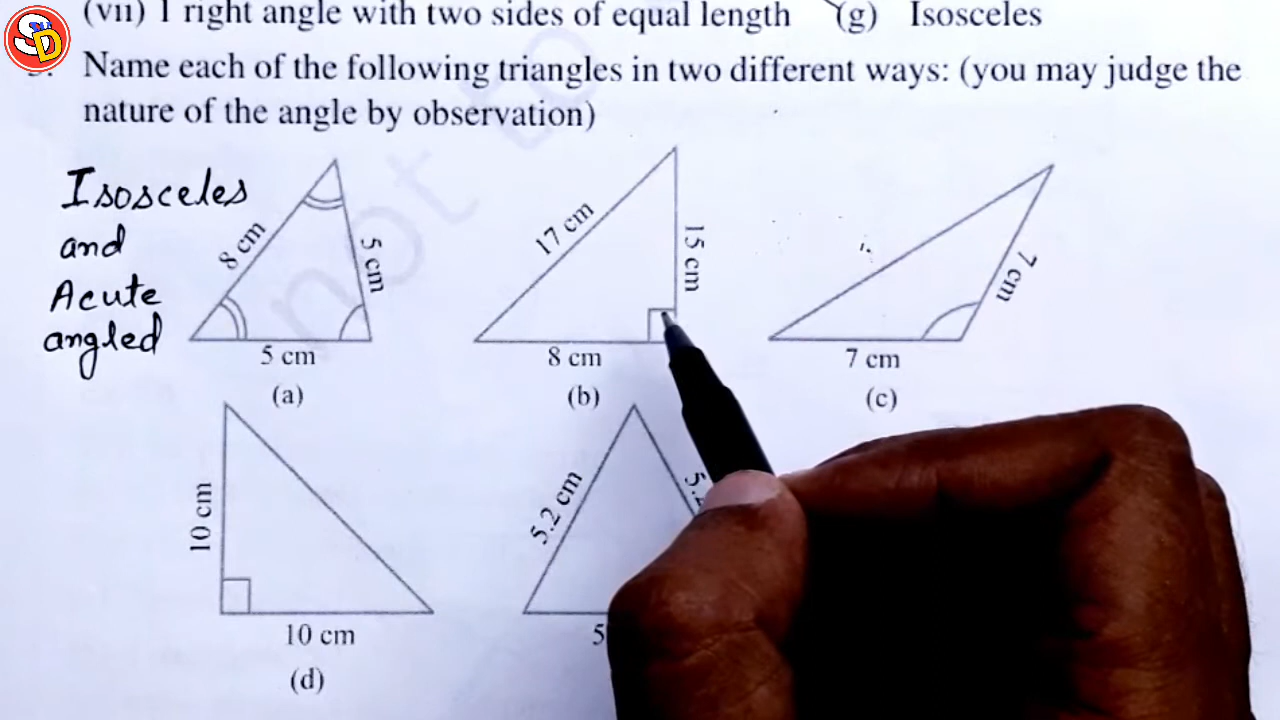 SD
(vii) 1 right angle with two sides of equal length (g) Isosceles
Name each of the following triangles in two different ways: (you may judge the
nature of the angle by observation)
Isosceles
and
Acute
angled
8 cm
5 cm
5 cm
(a)
17 cm
15 cm
8 cm
(b)
7 cm
7 cm
(c)
10 cm
10 cm
(d)
5.2 cm
not to